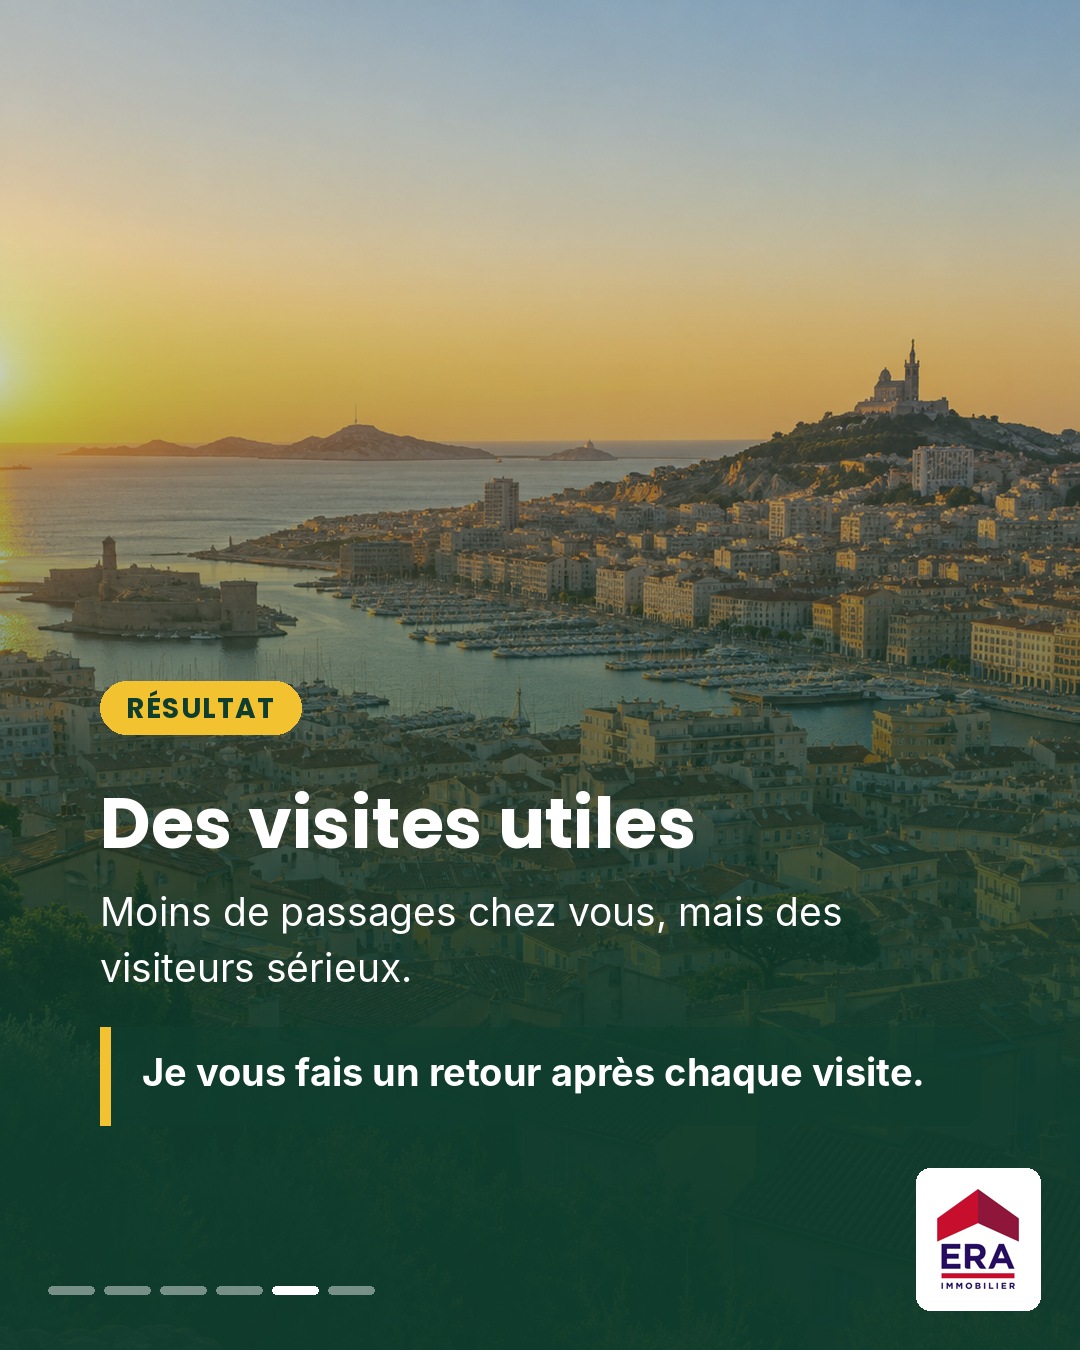 RÉSULTAT
Des visites utiles
Moins de passages chez vous, mais des
visiteurs sérieux.
Je vous fais un retour après chaque visite.
ERA
IMMOBILIER